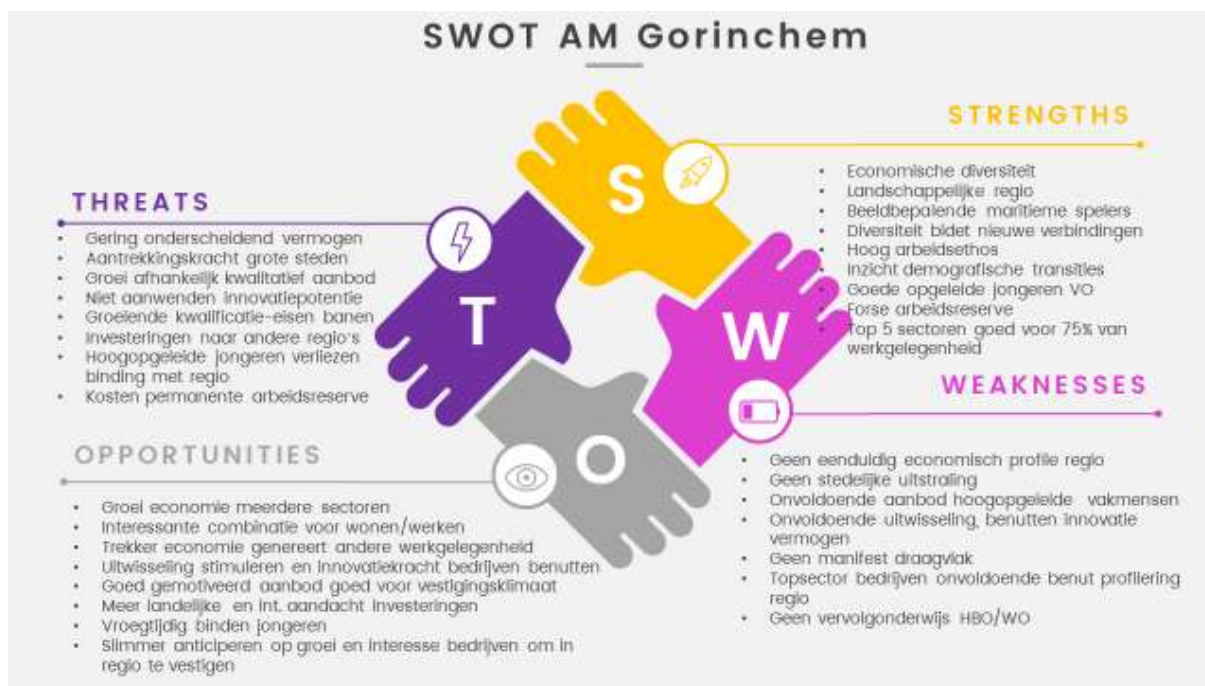 SWOT AM Gorinchem
S
STRENGTHS
• Economische diversiteit
• Landschappelijke regio
• Beeldbepalende maritieme spelers
• Diversiteit bidet nieuwe verbindingen
• Hoog arbeidsethos
• Inzicht demografische transities
• Goede opgeleide jongeren VO
• Forse arbeidsreserve
• Top 5 sectoren goed voor 75% van
werkgelegenheid
THREATS
• Gering onderscheidend vermogen
• Aantrekkingskracht grote steden
• Groei afhankelijk kwalitatief aanbod
• Niet aanwenden innovatiepotentie
• Groeiende kwalificatie-eisen banen
• Investeringen naar andere regio's
• Hoogopgeleide jongeren verliezen
binding met regio
• Kosten permanente arbeidsreserve
T
W
WEAKNESSES
• Geen eenduidig economisch profile regio
• Geen stedelijke uitstraling
• Onvoldoende aanbod hoogopgeleide vakmensen
• Onvoldoende uitwisseling, benutten innovatie
vermogen
• Geen manifest draagvlak
• Topsector bedrijven onvoldoende benut profilering
regio
• Geen vervolgonderwijs HBO/WO
OPPORTUNITIES
O
• Groei economie meerdere sectoren
• Interessante combinatie voor wonen/werken
• Trekker economie genereert andere werkgelegenheid
• Uitwisseling stimuleren en innovatiekracht bedrijven benutten
• Goed gemotiveerd aanbod goed voor vestigingsklimaat
• Meer landelijke en int. aandacht investeringen
• Vroegtijdig binden jongeren
• Slimmer anticiperen op groei en interesse bedrijven om in
regio te vestigen